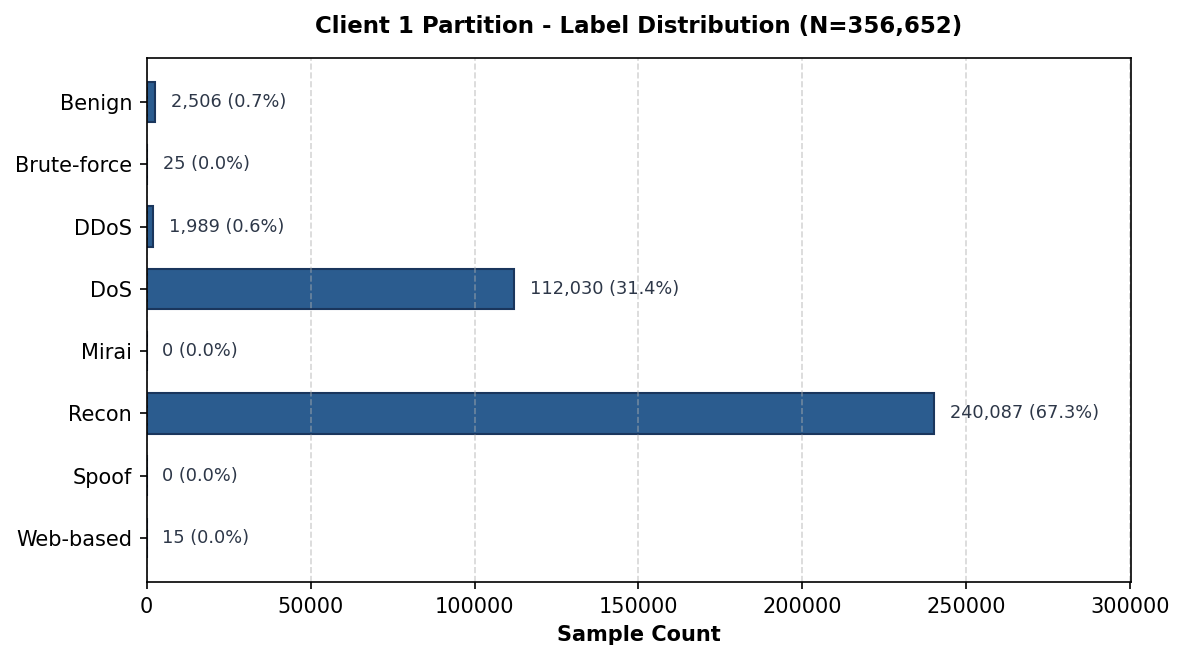 Client 1 Partition - Label Distribution (N=356,652)
Benign 2,506 (0.7%)
Brute-force 25 (0.0%)
DDoS 1,989 (0.6%)
DoS 112,030 (31.4%)
Mirai 0 (0.0%)
Recon 240,087 (67.3%)
Spoof 0 (0.0%)
Web-based 15 (0.0%)
0 50000 100000 150000 200000 250000 300000
Sample Count